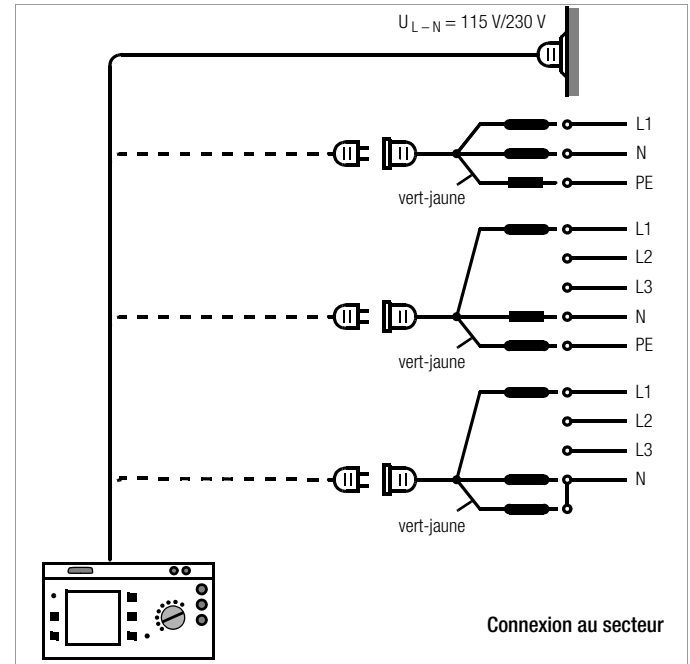 U L – N = 115 V/230 V
L1
N
PE
vert-jaune
L1
L2
L3
N
PE
vert-jaune
L1
L2
L3
N
vert-jaune
Connexion au secteur